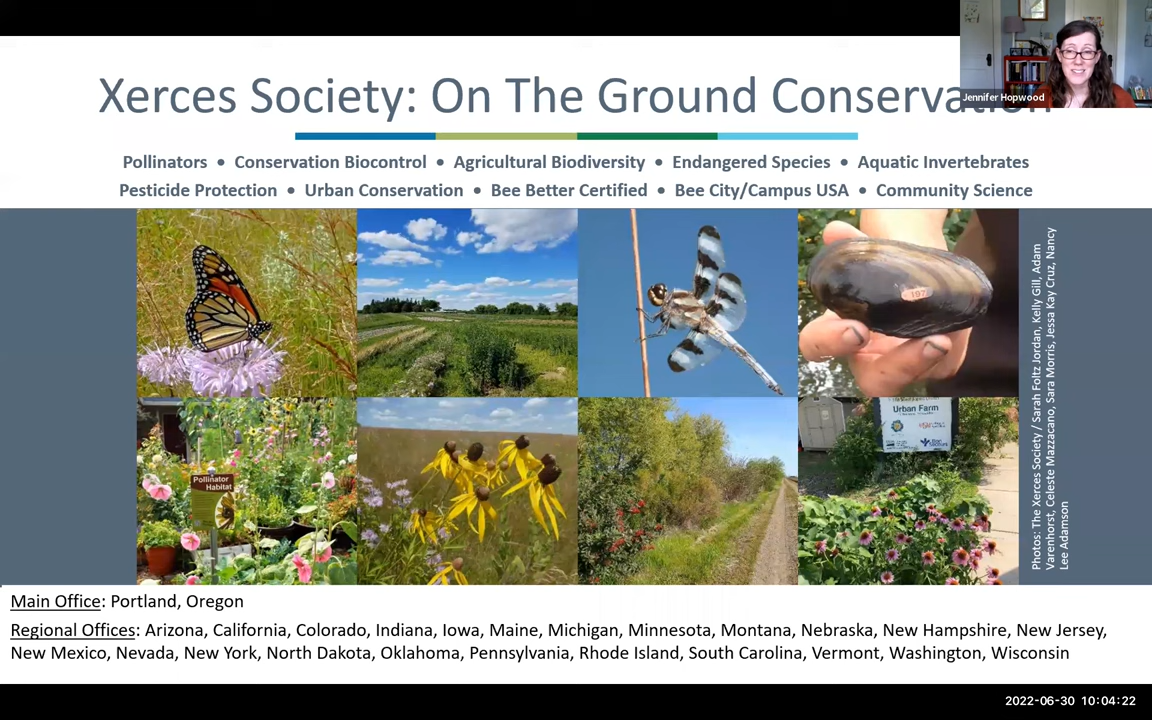 Xerces Society: On The Ground Conserva
Jennifer Hopwood
Pollinators • Conservation Biocontrol • Agricultural Biodiversity • Endangered Species • Aquatic Invertebrates
Pesticide Protection • Urban Conservation • Bee Better Certified • Bee City/Campus USA • Community Science
197
Pollinator
Habitat
Urban Farm
Photos: The Xerces Society / Sarah Foltz Jordan, Kelly Gill, Adam
Varenhorst, Celeste Mazzacano, Sara Morris, Jessa Kay Cruz, Nancy
Lee Adamson
Main Office: Portland, Oregon
Regional Offices: Arizona, California, Colorado, Indiana, Iowa, Maine, Michigan, Minnesota, Montana, Nebraska, New Hampshire, New Jersey,
New Mexico, Nevada, New York, North Dakota, Oklahoma, Pennsylvania, Rhode Island, South Carolina, Vermont, Washington, Wisconsin
2022-06-30 10:04:22